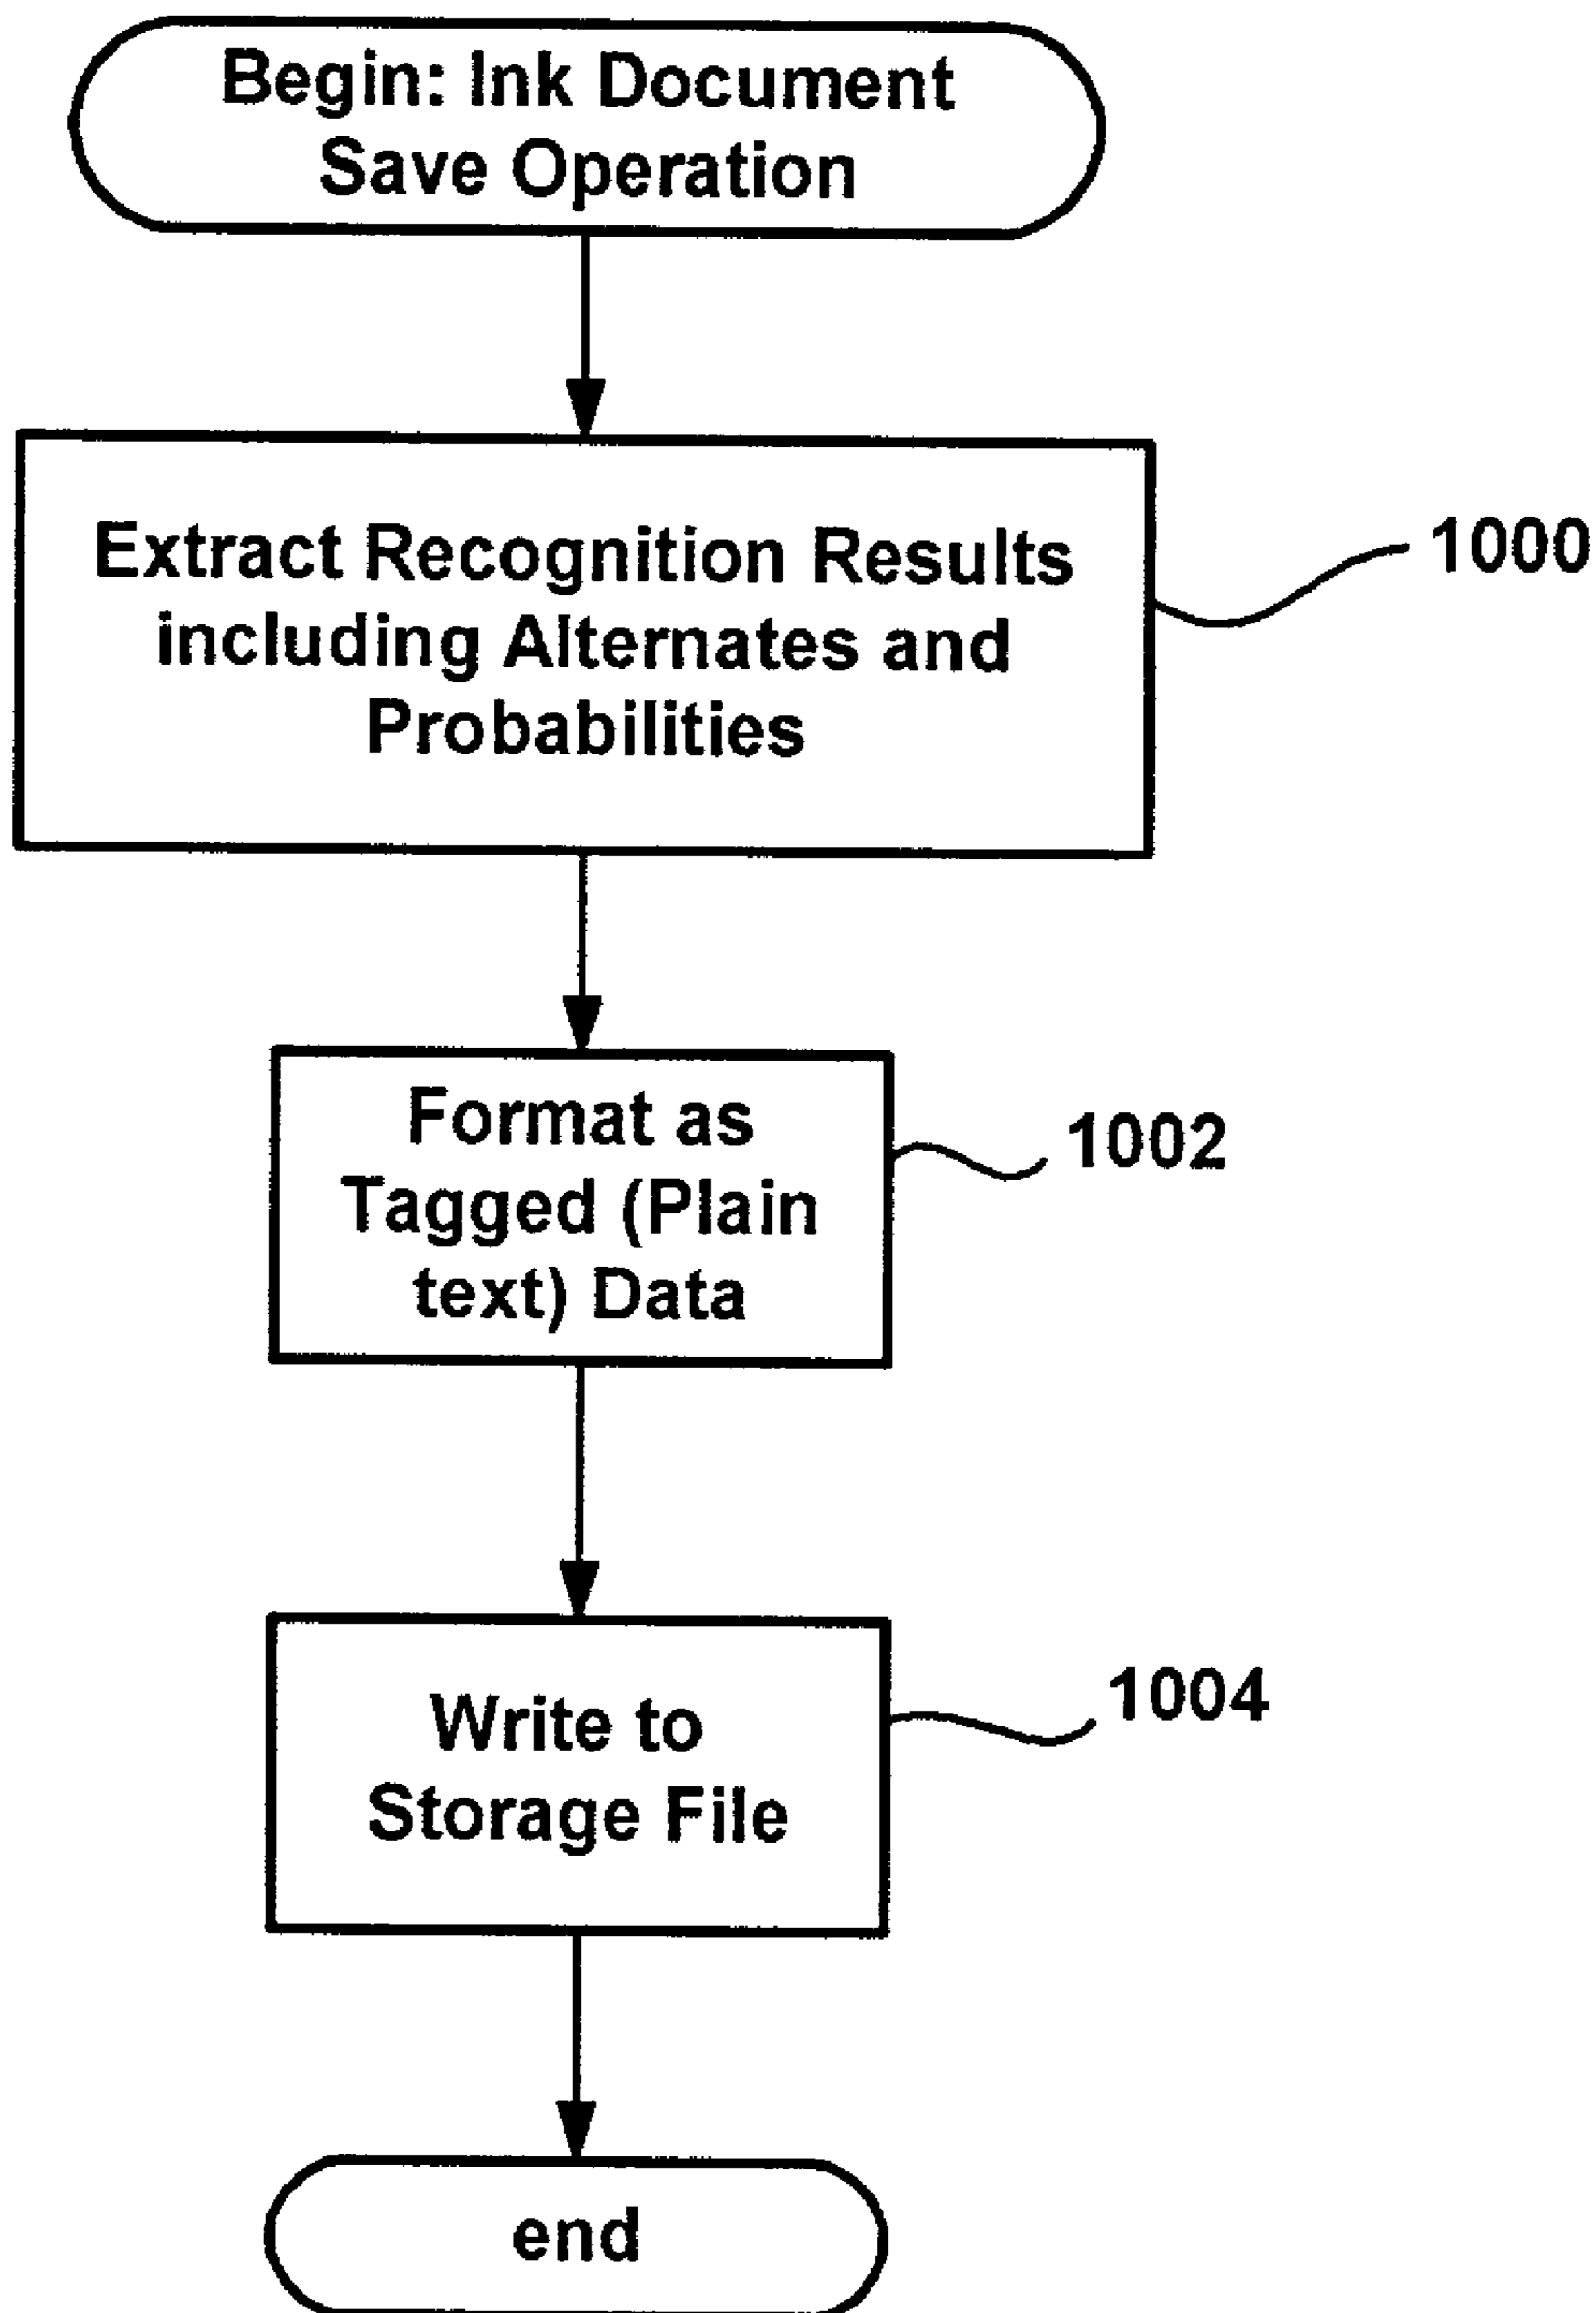 Begin: Ink Document
Save Operation
Extract Recognition Results
including Alternates and
Probabilities
1000
Format as
Tagged (Plain
text) Data
1002
Write to
Storage File
1004
end